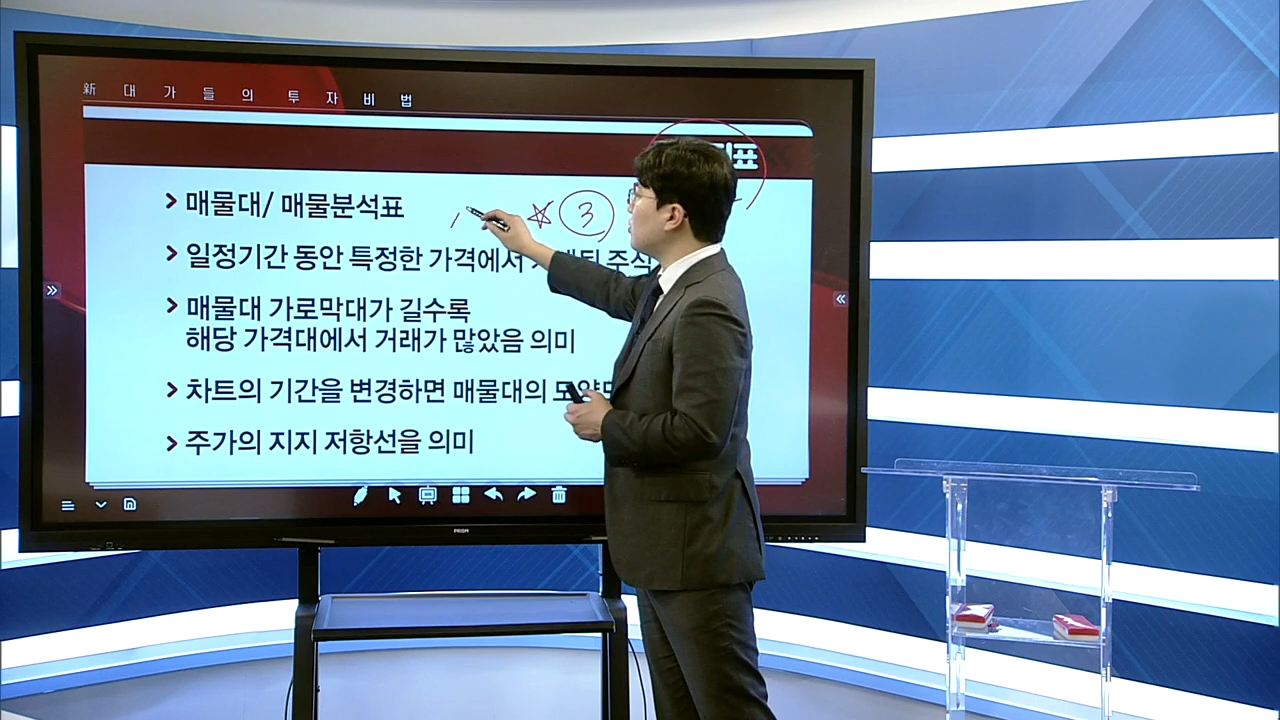 新 대 가 들 의 투 자 비 법
표
매물대/ 매물분석표
3
일정기간 동안 특정한 가격에서 주식
매물대 가로막대가 길수록
해당 가격대에서 거래가 많았음 의미
차트의 기간을 변경하면 매물대의
주가의 지지 저항선을 의미
PRISM